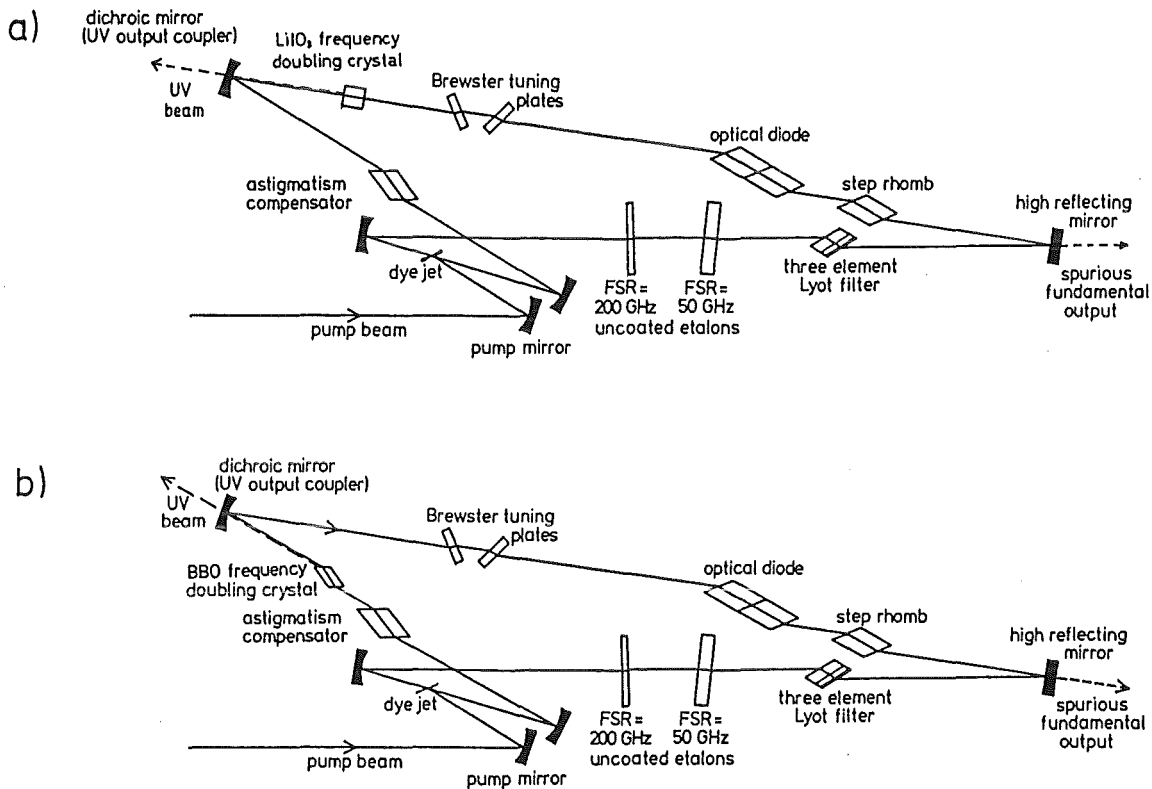 a)
dichroic mirror
(UV output coupler)
LiIO₃ frequency
doubling crystal
UV
beam
Brewster tuning
plates
optical diode
astigmatism
compensator
step rhomb
high reflecting
mirror
dye jet
three element
Lyot filter
FSR=
200 GHz
FSR=
50 GHz
uncoated etalons
spurious
fundamental
output
pump beam
pump mirror
b)
dichroic mirror
(UV output coupler)
UV
beam
Brewster tuning
plates
BBO frequency
doubling crystal
optical diode
astigmatism
compensator
step rhomb
high reflecting
mirror
dye jet
three element
Lyot filter
FSR=
200 GHz
FSR=
50 GHz
uncoated etalons
spurious
fundamental
output
pump beam
pump mirror